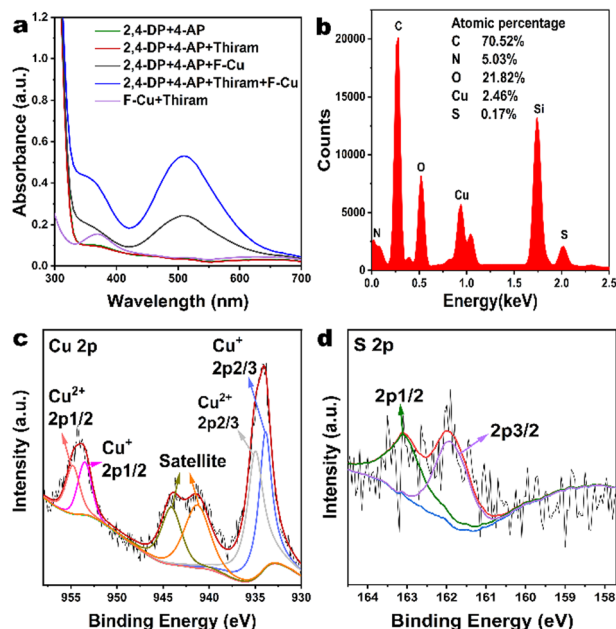 a
2,4-DP+4-AP
2,4-DP+4-AP+Thiram
2,4-DP+4-AP+F-Cu
2,4-DP+4-AP+Thiram+F-Cu
F-Cu+Thiram
Absorbance (a.u.)
1.2
1.0
0.8
0.6
0.4
0.2
0.0
300 400 500 600 700
Wavelength (nm)
b
Atomic percentage
C 70.52%
N 5.03%
O 21.82%
Cu 2.46%
S 0.17%
C
O
N
Cu
Si
S
Counts
20000
15000
10000
5000
0
0.0 0.5 1.0 1.5 2.0 2.5
Energy(keV)
c Cu 2p
Cu+
2p2/3
Cu2+
2p1/2
Cu2+
2p2/3
Cu+
2p1/2
Satellite
Intensity (a.u.)
955 950 945 940 935 930
Binding Energy (eV)
d S 2p
2p1/2
2p3/2
Intensity (a.u.)
164 163 162 161 160 159 158
Binding Energy (eV)